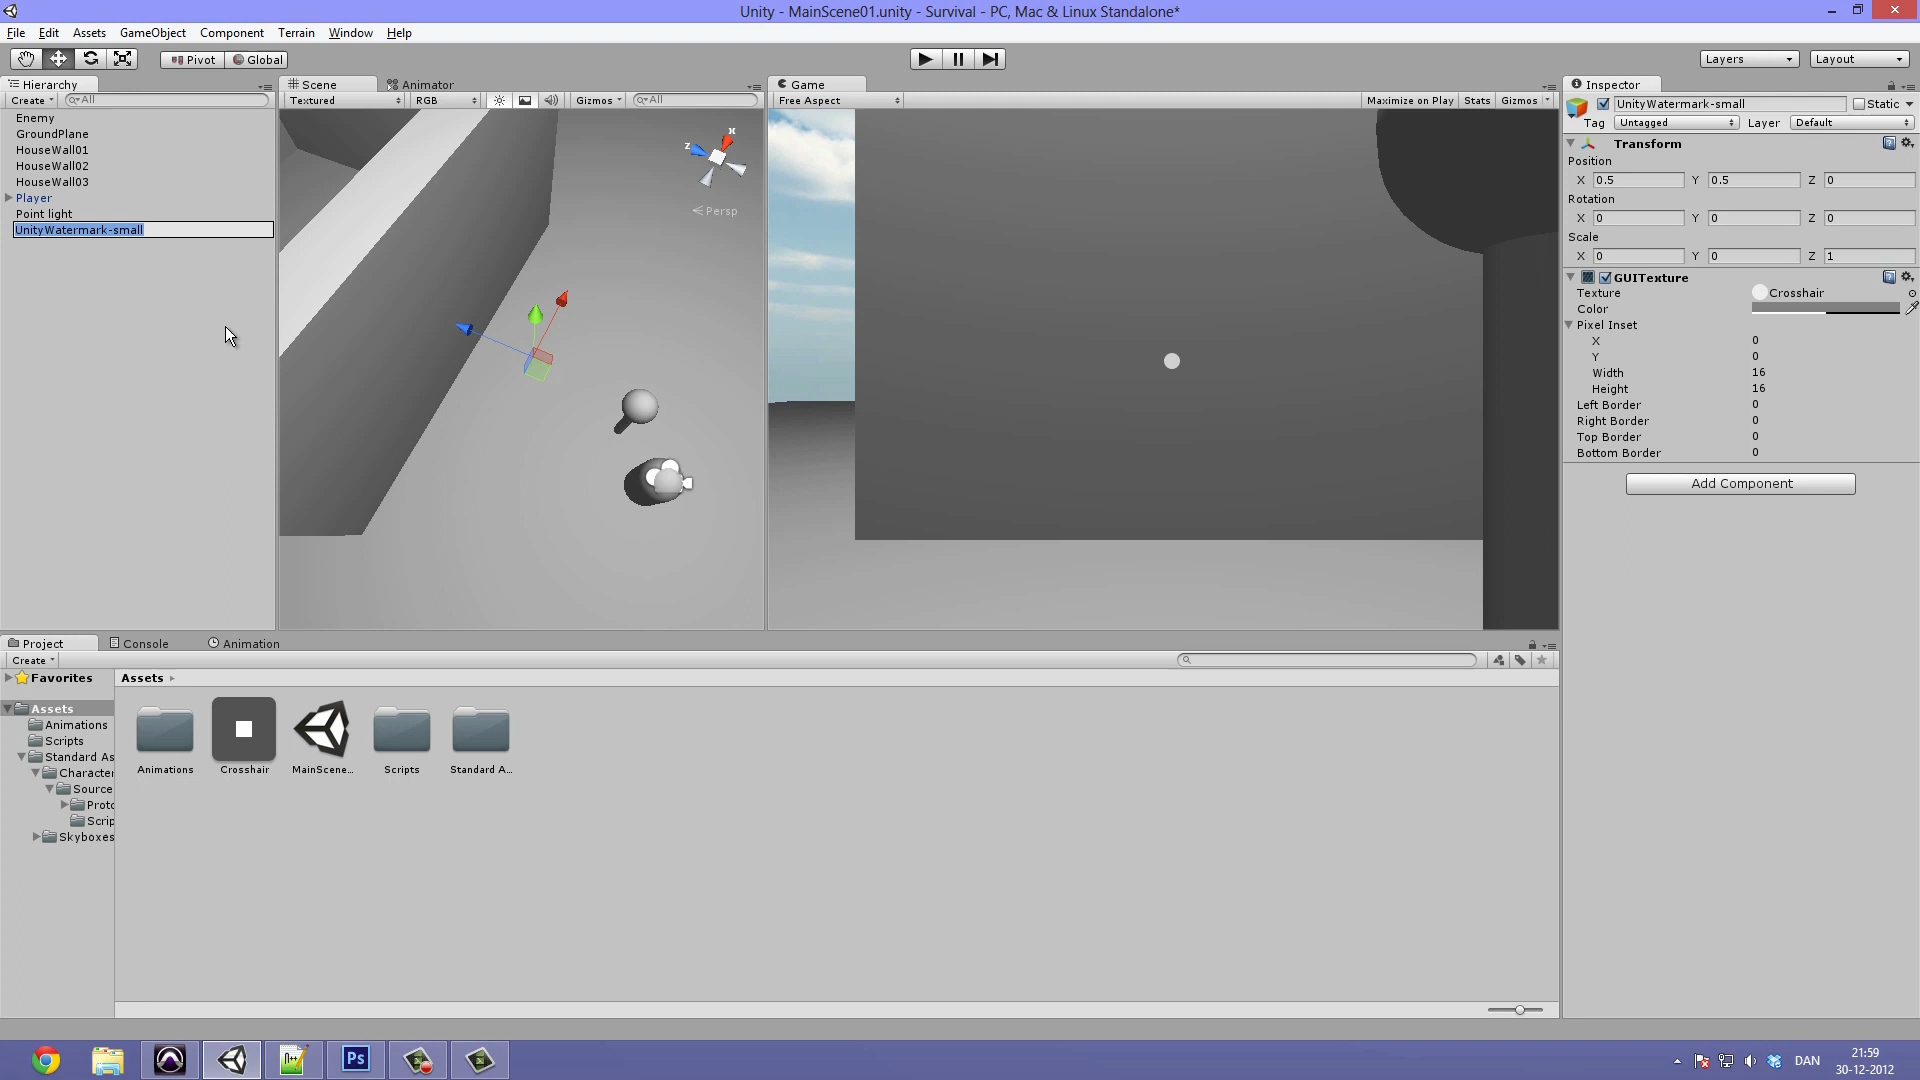 Unity - MainScene01.unity - Survival - PC, Mac & Linux Standalone*
File Edit Assets GameObject Component Terrain Window Help
Pivot Global Layers Layout
Hierarchy
Create All
Enemy
GroundPlane
HouseWall01
HouseWall02
HouseWall03
Player
Point light
UnityWatermark-small
Scene Animator
Textured RGB Gizmos All
x
z
Persp
Game
Free Aspect Maximize on Play Stats Gizmos
Inspector
UnityWatermark-small Static
Tag Untagged Layer Default
Transform
Position
X 0.5 Y 0.5 Z 0
Rotation
X 0 Y 0 Z 0
Scale
X 0 Y 0 Z 1
GUITexture
Texture Crosshair
Color
Pixel Inset
X 0
Y 0
Width 16
Height 16
Left Border 0
Right Border 0
Top Border 0
Bottom Border 0
Add Component
Project Console Animation
Create
Favorites
Assets
Animations
Scripts
Standard As
Character
Source
Proto
Scrip
Skyboxes
Assets
Animations Crosshair MainScene... Scripts Standard A...
Ps
DAN
21:59
30-12-2012